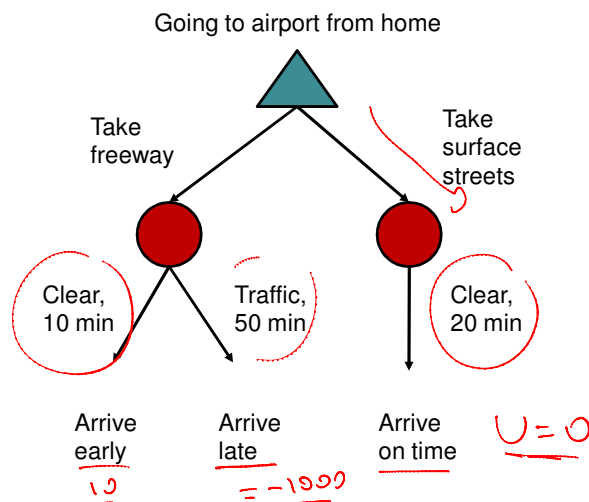 Going to airport from home
Take
freeway
Take
surface
streets
Clear,
10 min
Traffic,
50 min
Clear,
20 min
Arrive
early
10
Arrive
late
= -1000
Arrive
on time
U = 0